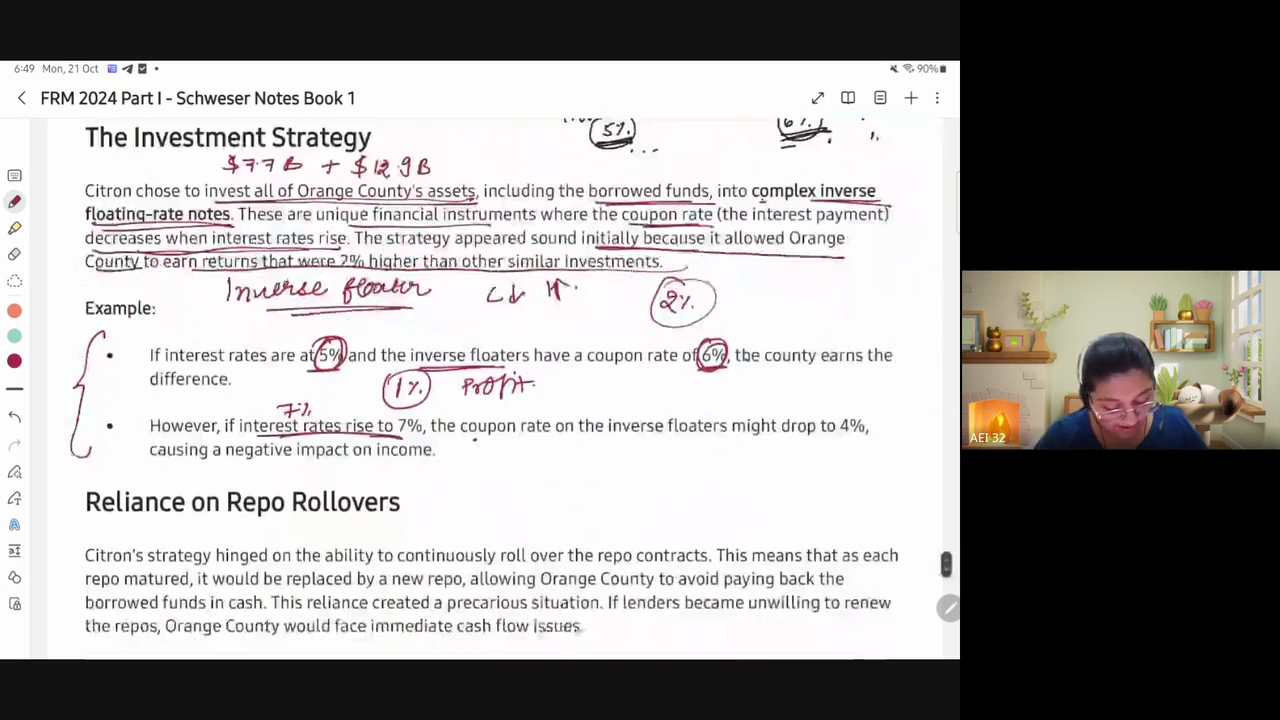 6:49 Mon, 21 Oct
90%
FRM 2024 Part I - Schweser Notes Book 1
5%
6%
...
The Investment Strategy
$7.7 B + $12.9B
Citron chose to invest all of Orange County's assets, including the borrowed funds, into complex inverse
floating-rate notes. These are unique financial instruments where the coupon rate (the interest payment)
decreases when interest rates rise. The strategy appeared sound initially because it allowed Orange
County to earn returns that were 2% higher than other similar investments.
Inverse floater C↓ r↑
2%
Example:
• If interest rates are at 5% and the inverse floaters have a coupon rate of 6%, the county earns the
difference.
1% Profit.
7%
• However, if interest rates rise to 7%, the coupon rate on the inverse floaters might drop to 4%,
causing a negative impact on income.
Reliance on Repo Rollovers
Citron's strategy hinged on the ability to continuously roll over the repo contracts. This means that as each
repo matured, it would be replaced by a new repo, allowing Orange County to avoid paying back the
borrowed funds in cash. This reliance created a precarious situation. If lenders became unwilling to renew
the repos, Orange County would face immediate cash flow issues.
AEI 32